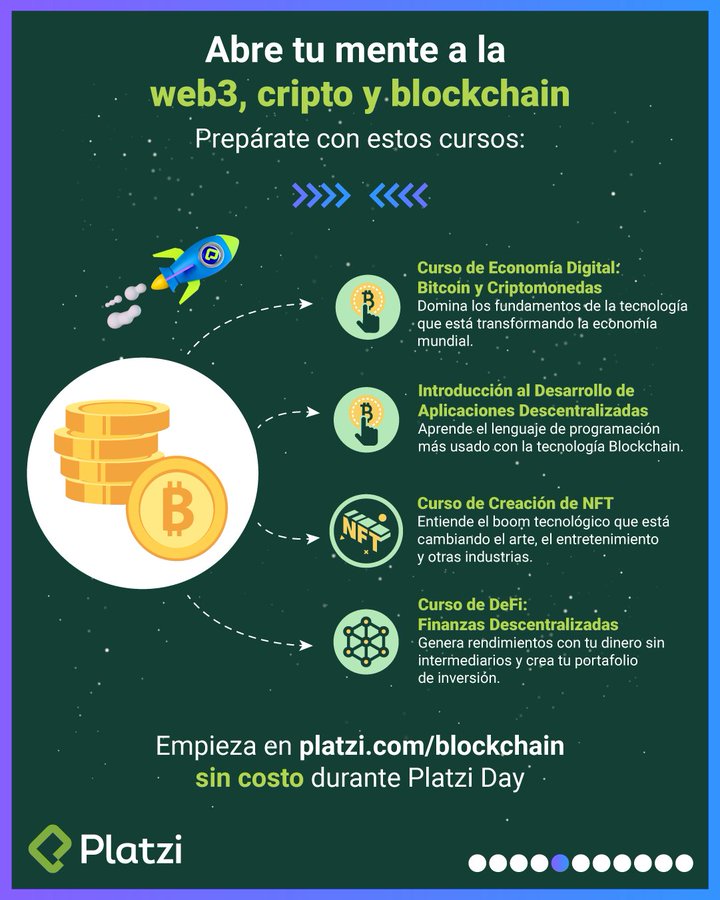 Abre tu mente a la
web3, cripto y blockchain
Prepárate con estos cursos:
Curso de Economía Digital:
Bitcoin y Criptomonedas
Domina los fundamentos de la tecnología
que está transformando la economía
mundial.
Introducción al Desarrollo de
Aplicaciones Descentralizadas
Aprende el lenguaje de programación
más usado con la tecnología Blockchain.
NFT
Curso de Creación de NFT
Entiende el boom tecnológico que está
cambiando el arte, el entretenimiento
y otras industrias.
Curso de DeFi:
Finanzas Descentralizadas
Genera rendimientos con tu dinero sin
intermediarios y crea tu portafolio
de inversión.
Empieza en platzi.com/blockchain
sin costo durante Platzi Day
Platzi